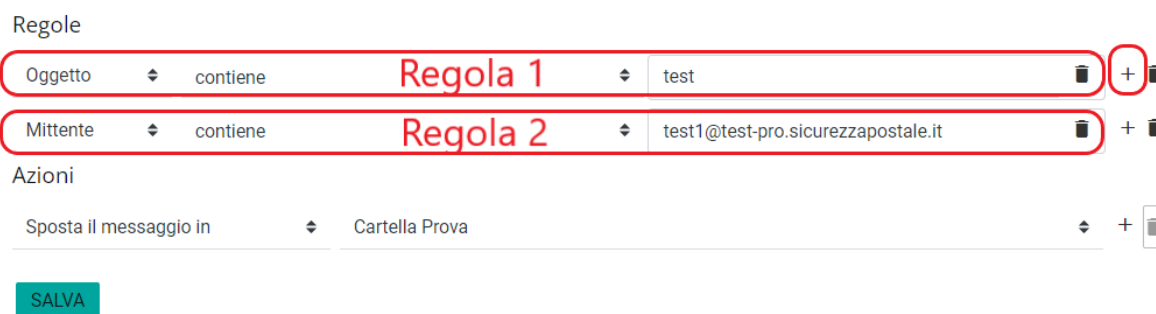 Regole
Oggetto contiene Regola 1 test
Mittente contiene Regola 2 test1@test-pro.sicurezzapostale.it
Azioni
Sposta il messaggio in Cartella Prova
SALVA